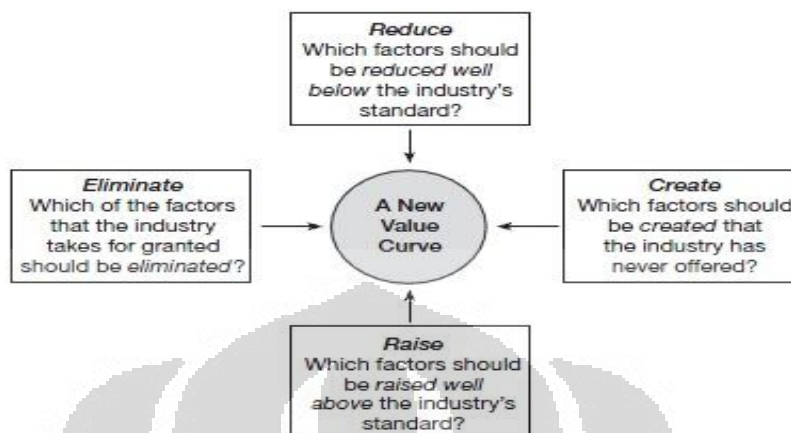 Reduce
Which factors should
be reduced well
below the industry's
standard?
Eliminate
Which of the factors
that the industry
takes for granted
should be eliminated?
A New
Value
Curve
Create
Which factors should
be created that
the industry has
never offered?
Raise
Which factors should
be raised well
above the industry's
standard?